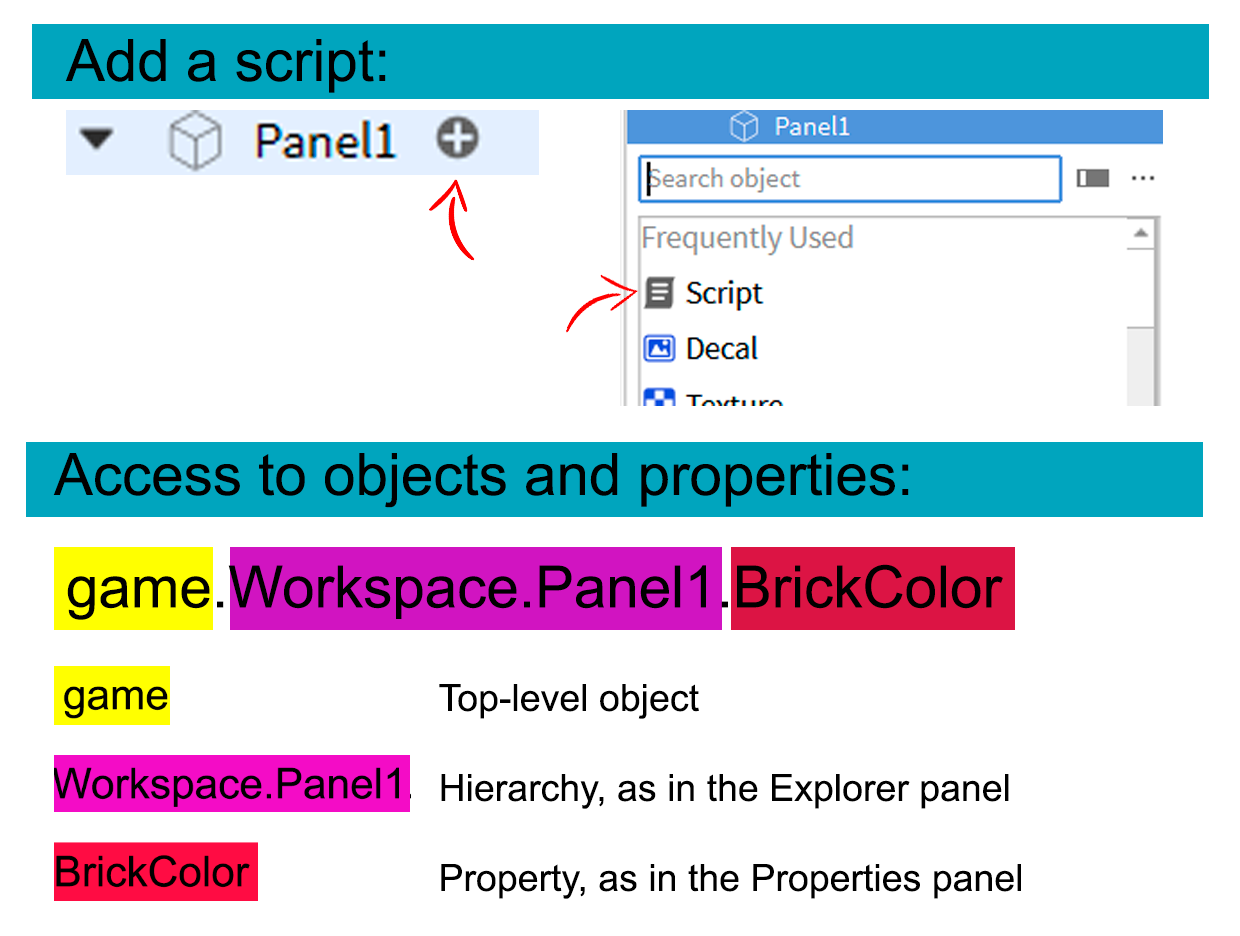 Add a script:
Panel1
Panel1
Search object
Frequently Used
Script
Decal
Texture
Access to objects and properties:
game.Workspace.Panel1.BrickColor
game Top-level object
Workspace.Panel1. Hierarchy, as in the Explorer panel
BrickColor Property, as in the Properties panel